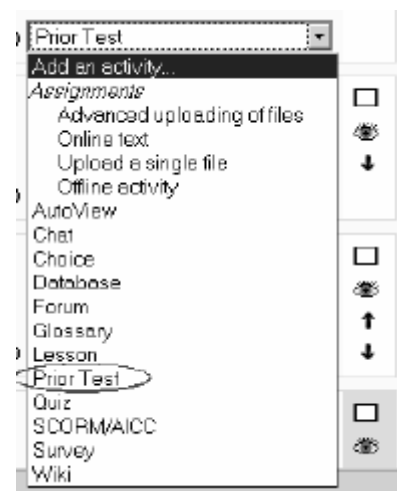 Prior Test
Add an activity...
Assignments
Advanced uploading of files
Online text
Upload a single file
Offline activity
AutoView
Chat
Choice
Database
Forum
Glossary
Lesson
Prior Test
Quiz
SCORM/AICC
Survey
Wiki